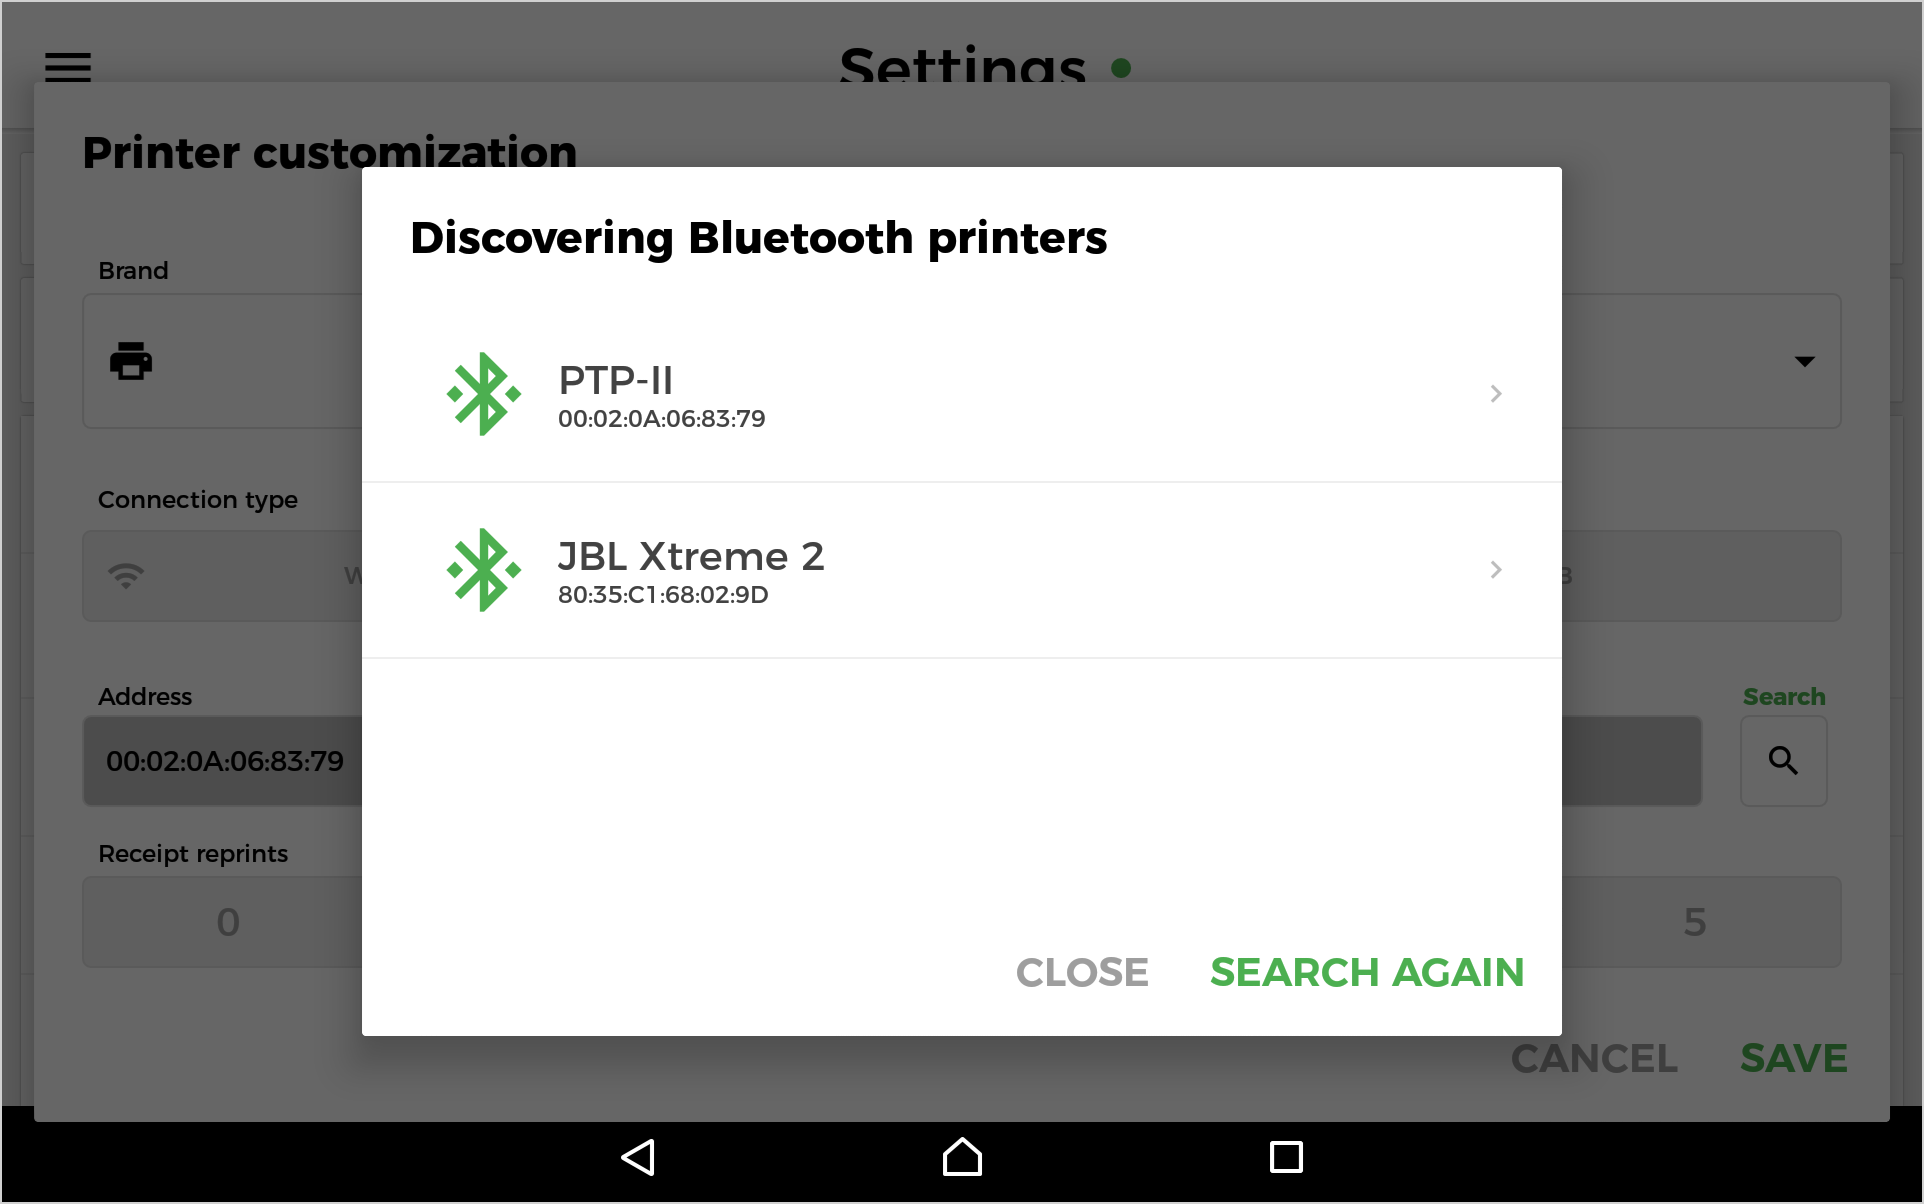 Settings
Printer customization
Discovering Bluetooth printers
Brand
PTP-II
00:02:0A:06:83:79
Connection type
JBL Xtreme 2
80:35:C1:68:02:9D
Address
Search
00:02:0A:06:83:79
Receipt reprints
0
5
CLOSE
SEARCH AGAIN
CANCEL
SAVE